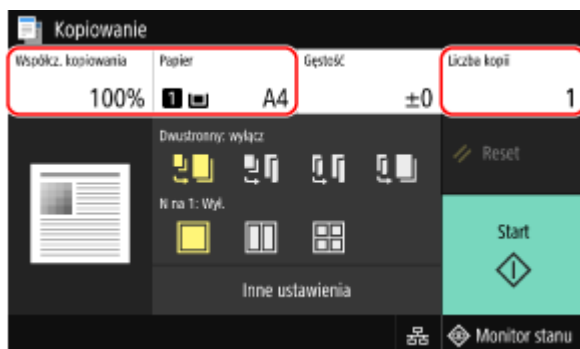 Kopiowanie
Współcz. kopiowania
Papier
Gęstość
Liczba kopii
100%
1
A4
±0
1
Dwustronny: wyłącz
Reset
N na 1: Wył.
Start
Inne ustawienia
Monitor stanu